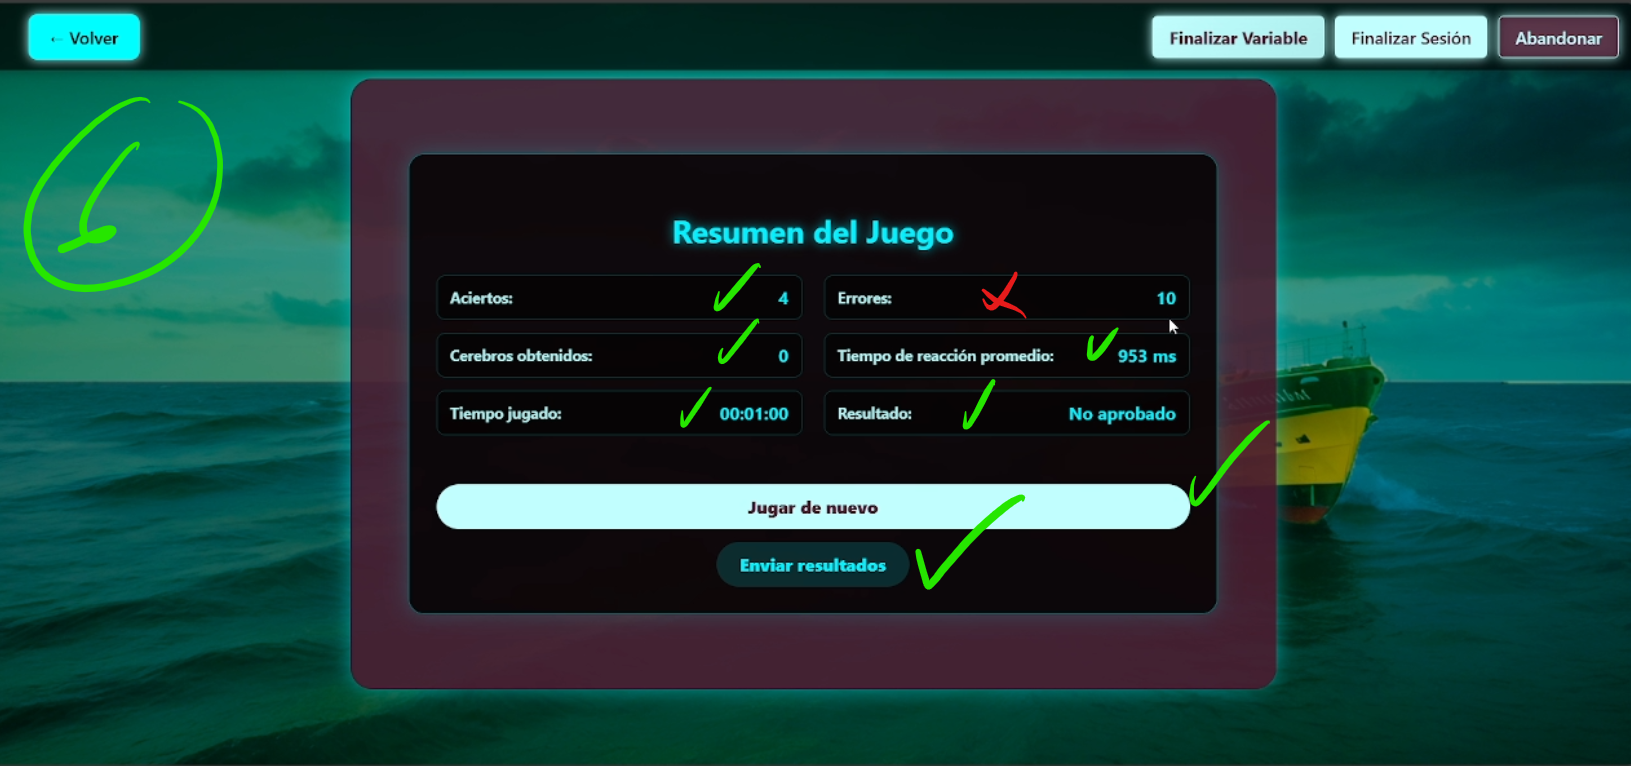 ← Volver
Finalizar Variable
Finalizar Sesión
Abandonar
6
Resumen del Juego
Aciertos: 4
Errores: 10
Cerebros obtenidos: 0
Tiempo de reacción promedio: 953 ms
Tiempo jugado: 00:01:00
Resultado: No aprobado
Jugar de nuevo
Enviar resultados